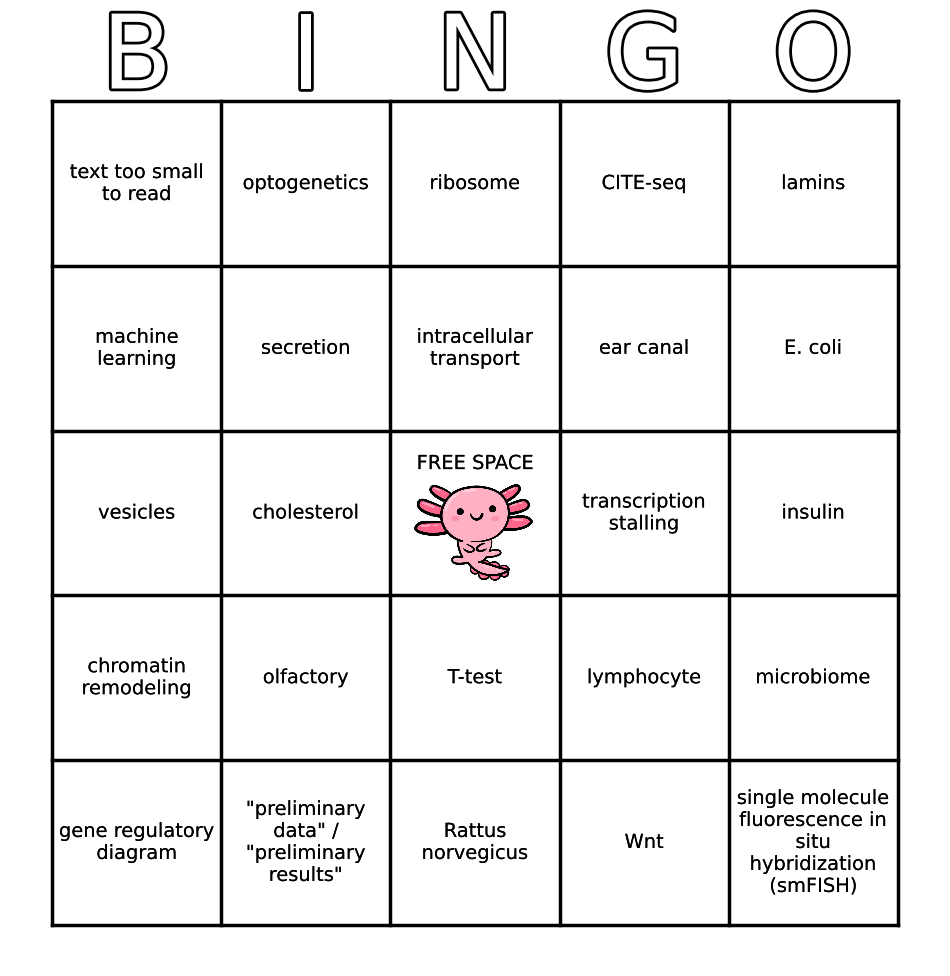 B I N G O
text too small
to read
optogenetics
ribosome
CITE-seq
lamins
machine
learning
secretion
intracellular
transport
ear canal
E. coli
vesicles
cholesterol
FREE SPACE
transcription
stalling
insulin
chromatin
remodeling
olfactory
T-test
lymphocyte
microbiome
gene regulatory
diagram
"preliminary
data" /
"preliminary
results"
Rattus
norvegicus
Wnt
single molecule
fluorescence in
situ
hybridization
(smFISH)